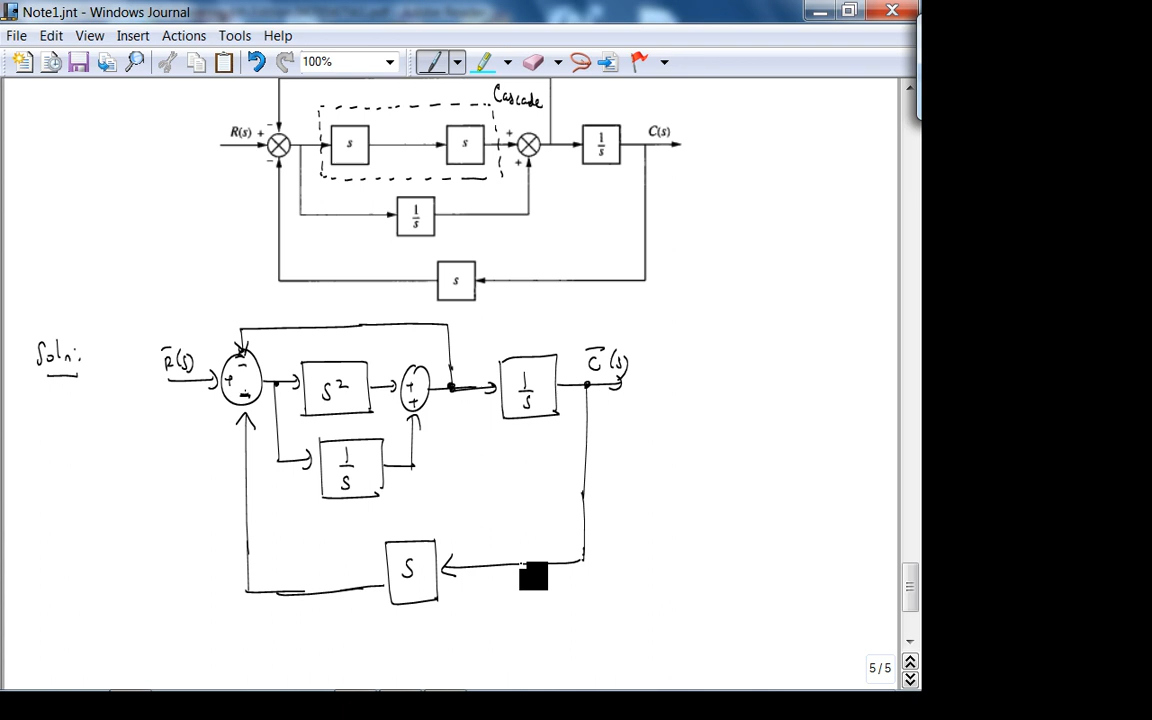 Note1.jnt - Windows Journal
File Edit View Insert Actions Tools Help
100%
Cascade
R(s) + - s s + 1/s C(s)
- +
1/s
s
Soln:
R(s) + - - S² + + 1/S C(s)
1/S
S
5/5